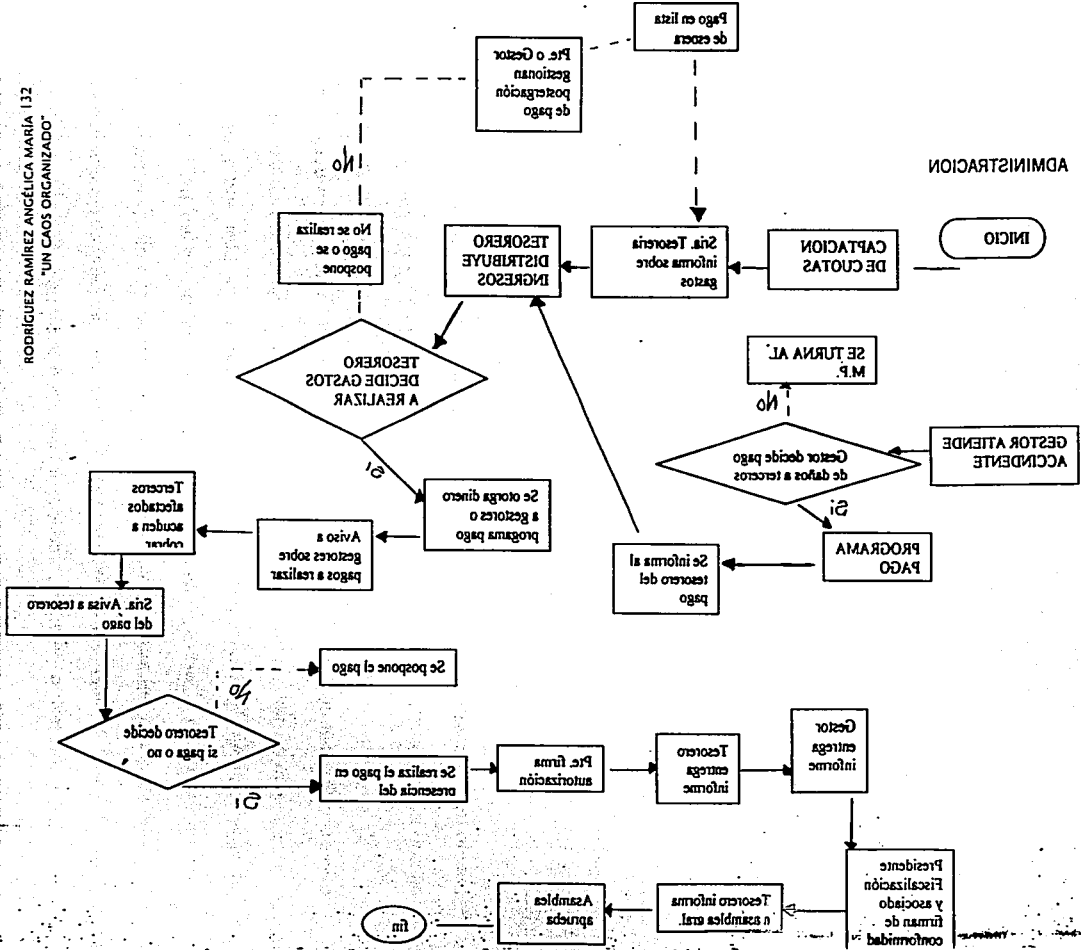 RODRÍGUEZ RAMÍREZ ANGÉLICA MARÍA 132
"UN CAOS ORGANIZADO"
ADMINISTRACION
INICIO
CAPTACION
DE CUOTAS
Sria. Tesoreria
informa sobre
gastos
TESORERO
DISTRIBUYE
INGRESOS
Pago en lista
de espera
Pte. o Gestor
gestionan
postergación
de pago
No
No se realiza
pago o se
pospone
TESORERO
DECIDE GASTOS
A REALIZAR
Si
SE TURNA AL
M.P.
No
GESTOR ATIENDE
ACCINDENTE
Gestor decide pago
de daños a terceros
Si
PROGRAMA
PAGO
Se informa al
tesorero del
pago
Se otorga dinero
a gestores o
progama pago
Aviso a
gestores sobre
pagos a realizar
Terceros
afectados
acuden a
cobrar
Sria. Avisa a tesorero
del pago
Tesorero decide
si paga o no
No
Se pospone el pago
Si
Se realiza el pago en
presencia del
Pte. firma
autorización
Tesorero
entrega
informe
Gestor
entrega
informe
Presidente
Fiscalización
y asociado
firman de
conformidad
Tesorero informa
a asamblea gral.
Asamblea
aprueba
fin